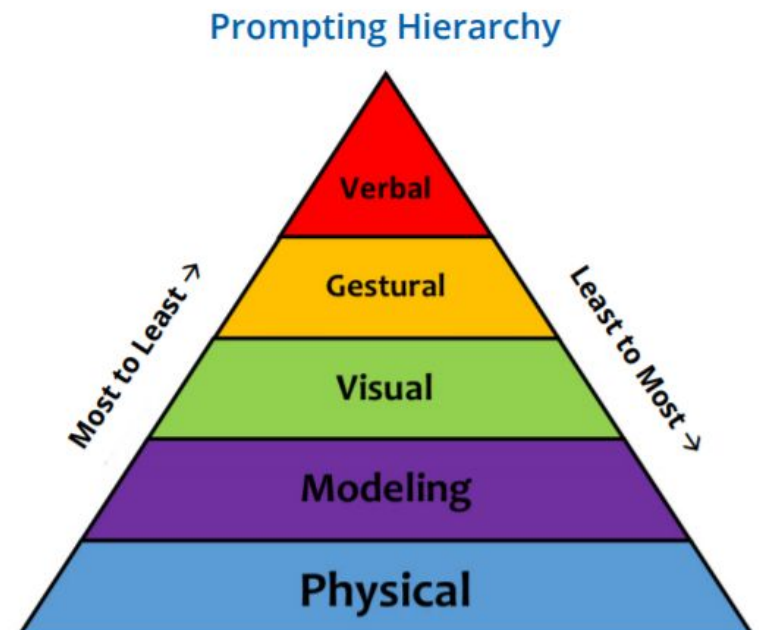 Prompting Hierarchy
Verbal
Gestural
Most to Least →
Least to Most →
Visual
Modeling
Physical